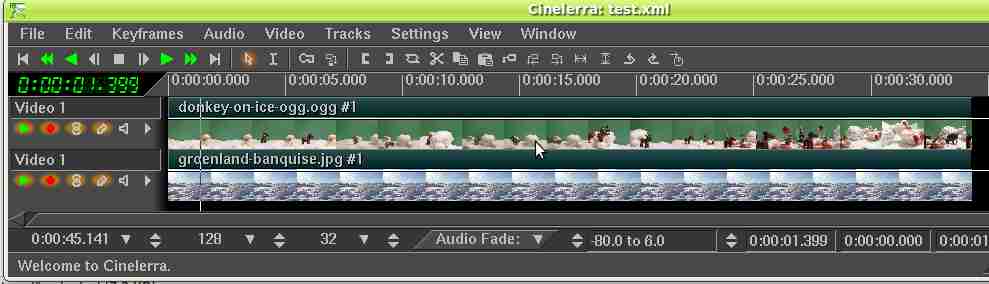 Cinelerra: test.xml
File Edit Keyframes Audio Video Tracks Settings View Window
0:00:01.399 0:00:00.000 0:00:05.000 0:00:10.000 0:00:15.000 0:00:20.000 0:00:25.000 0:00:30.000
Video 1 donkey-on-ice-ogg.ogg #1
Video 1 groenland-banquise.jpg #1
0:00:45.141 128 32 Audio Fade: -80.0 to 6.0 0:00:01.399 0:00:00.000 0:00:01
Welcome to Cinelerra.